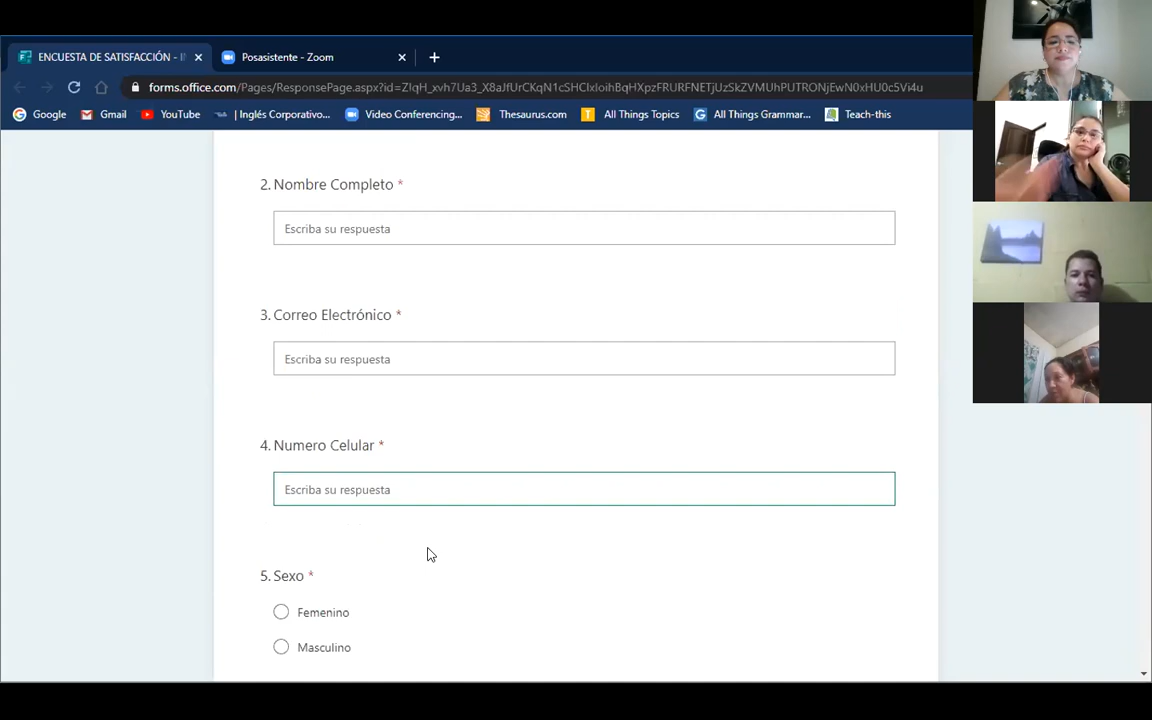 ENCUESTA DE SATISFACCIÓN - I
Posasistente - Zoom
forms.office.com/Pages/ResponsePage.aspx?id=ZIqH_xvh7Ua3_X8aJfUrCKqN1cSHCIxIoihBqHXpzFRURFNETjUzSkZVMUhPUTRONjEwN0xHU0c5Vi4u
Google
Gmail
YouTube
| Inglés Corporativo...
Video Conferencing...
Thesaurus.com
All Things Topics
All Things Grammar...
Teach-this
2. Nombre Completo *
Escriba su respuesta
3. Correo Electrónico *
Escriba su respuesta
4. Numero Celular *
Escriba su respuesta
5. Sexo *
Femenino
Masculino